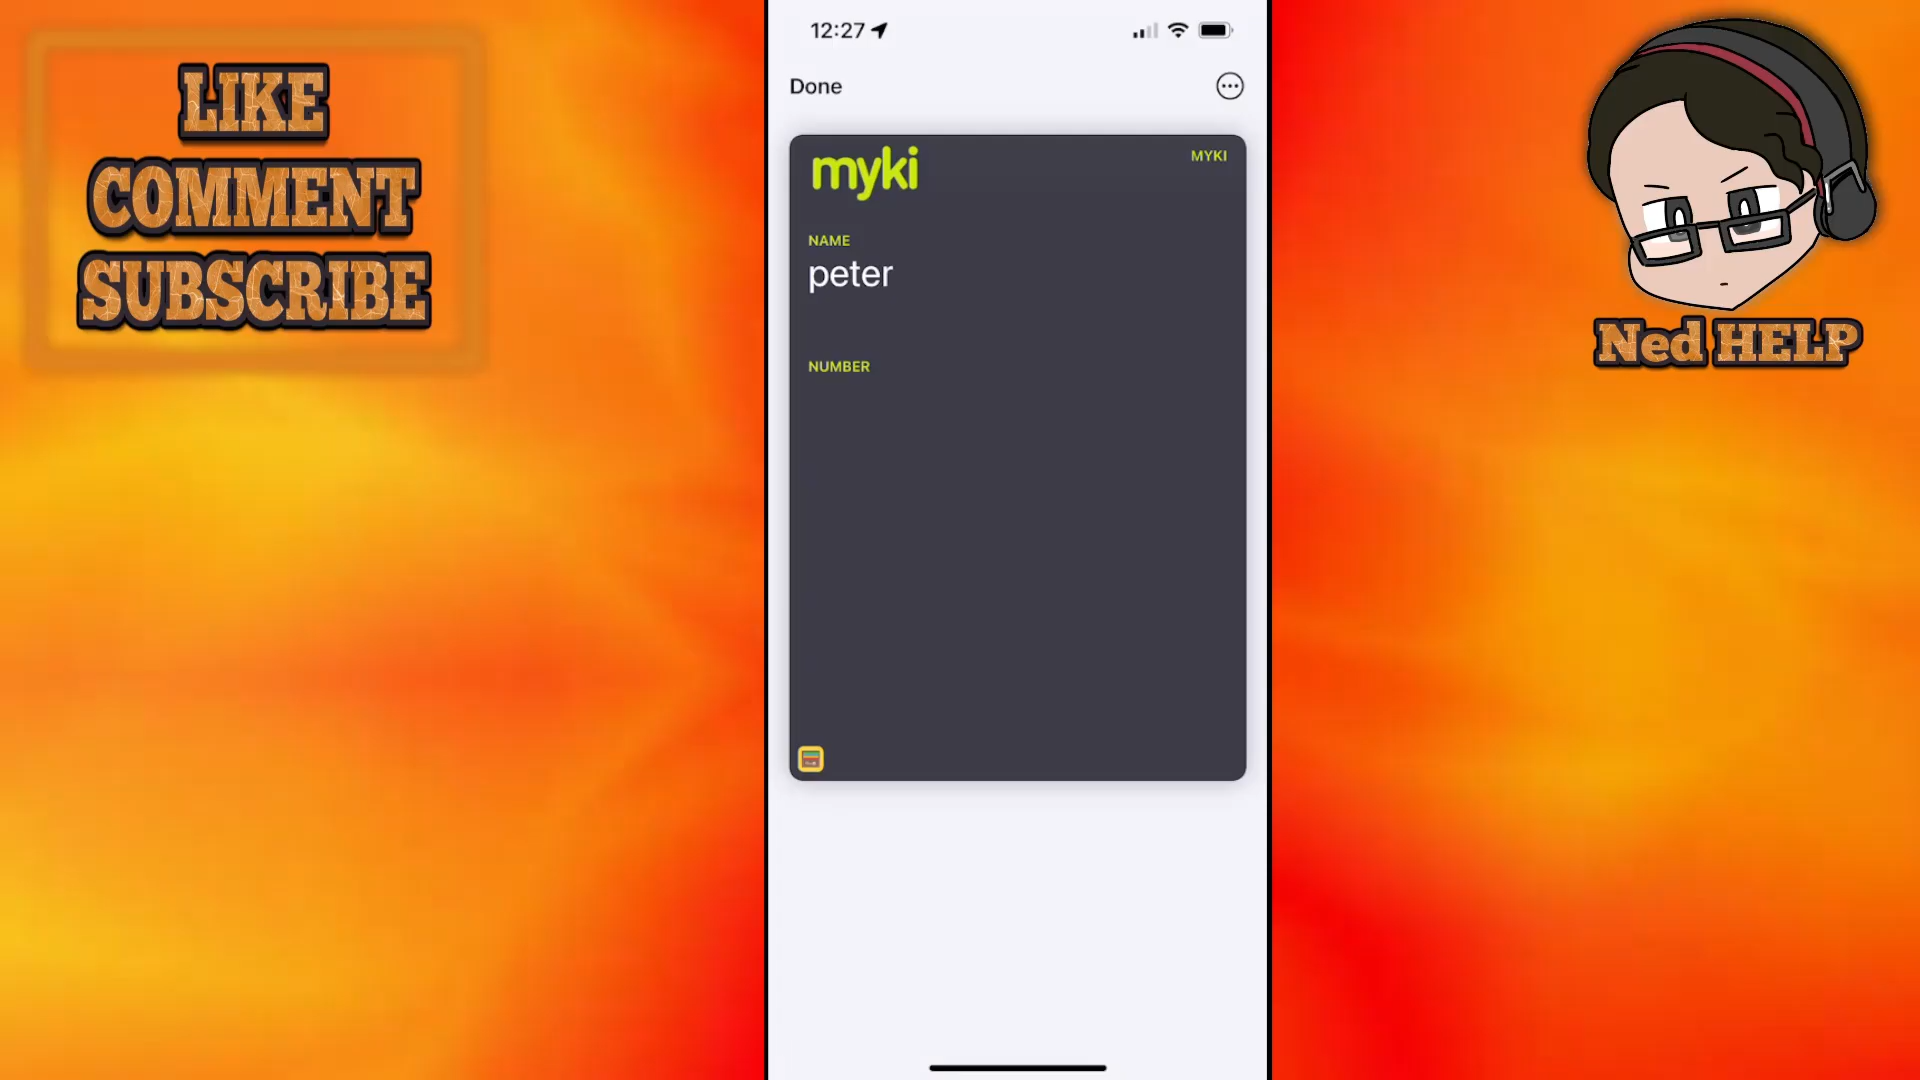 LIKE
COMMENT
SUBSCRIBE
12:27
Done
myki
MYKI
NAME
peter
NUMBER
Ned HELP